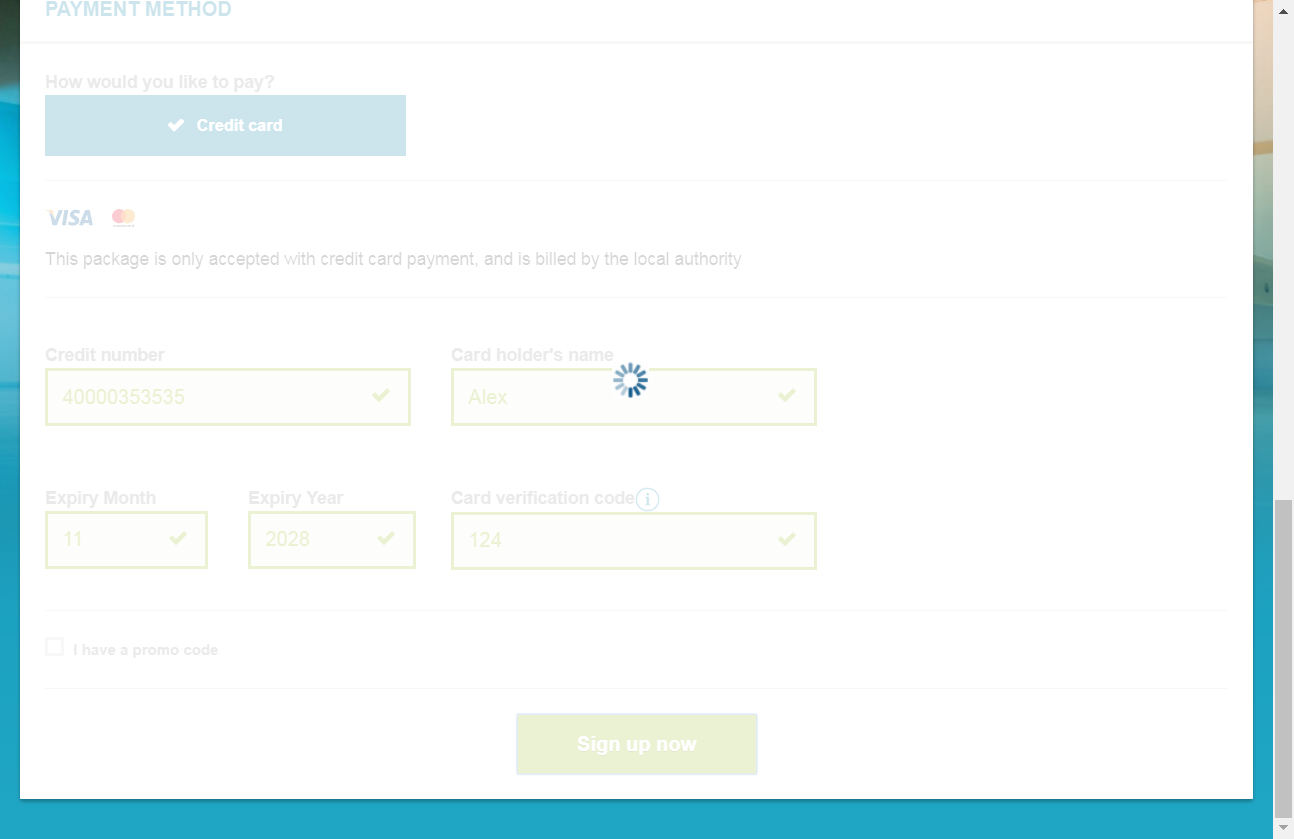 PAYMENT METHOD
How would you like to pay?
Credit card
VISA
This package is only accepted with credit card payment, and is billed by the local authority
Credit number
Card holder's name
40000353535
Alex
Expiry Month
Expiry Year
Card verification code i
11
2028
124
I have a promo code
Sign up now